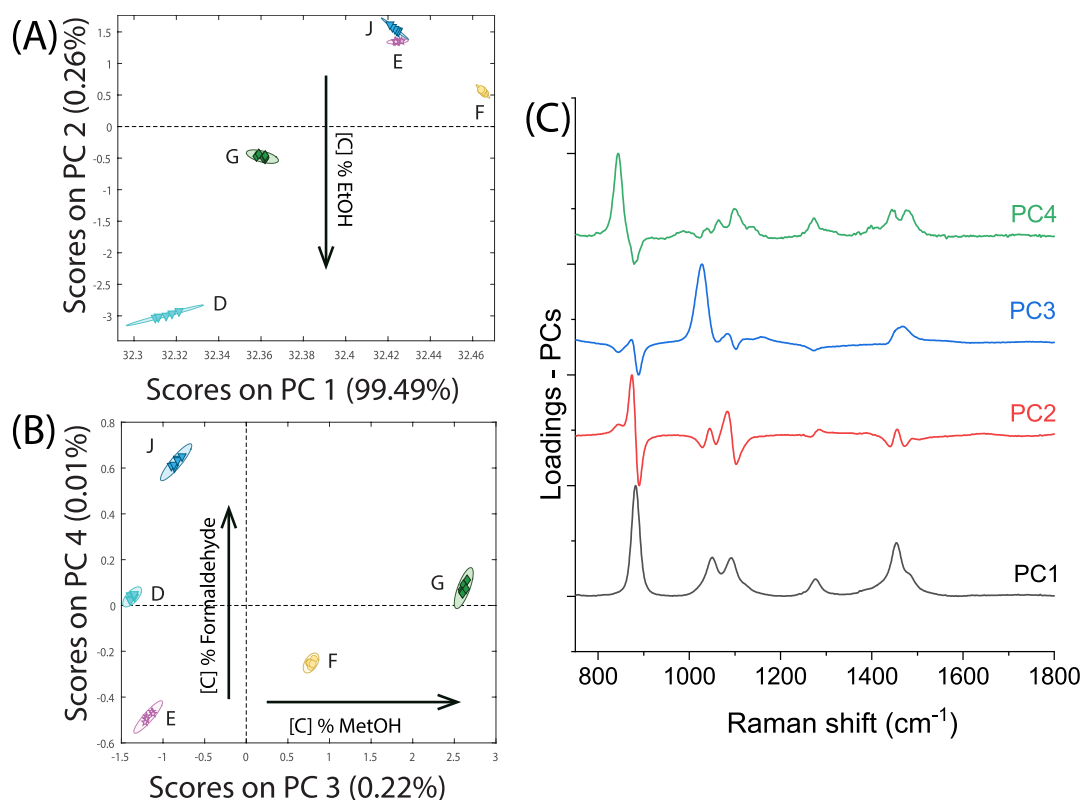 (A)
Scores on PC 2 (0.26%)
1.5
1
0.5
0
-0.5
-1
-1.5
-2
-2.5
-3
J
E
F
G
D
[C] % EtOH
32.3
32.32
32.34
32.36
32.38
32.4
32.42
32.44
32.46
Scores on PC 1 (99.49%)
(B)
Scores on PC 4 (0.01%)
0.8
0.6
0.4
0.2
0
-0.2
-0.4
-0.6
J
D
E
F
G
[C] % Formaldehyde
[C] % MetOH
-1.5
-1
-0.5
0
0.5
1
1.5
2
2.5
3
Scores on PC 3 (0.22%)
(C)
Loadings - PCs
PC4
PC3
PC2
PC1
800
1000
1200
1400
1600
1800
Raman shift (cm⁻¹)